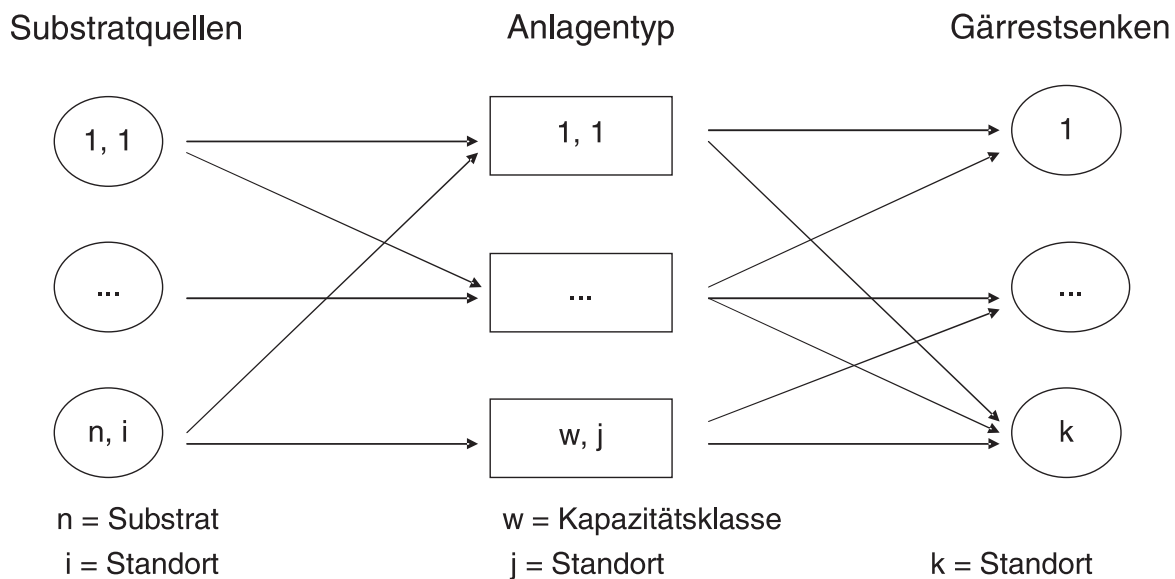 Substratquellen Anlagentyp Gärrestsenken
1, 1 1, 1 1
... ... ...
n, i w, j k
n = Substrat w = Kapazitätsklasse
i = Standort j = Standort k = Standort